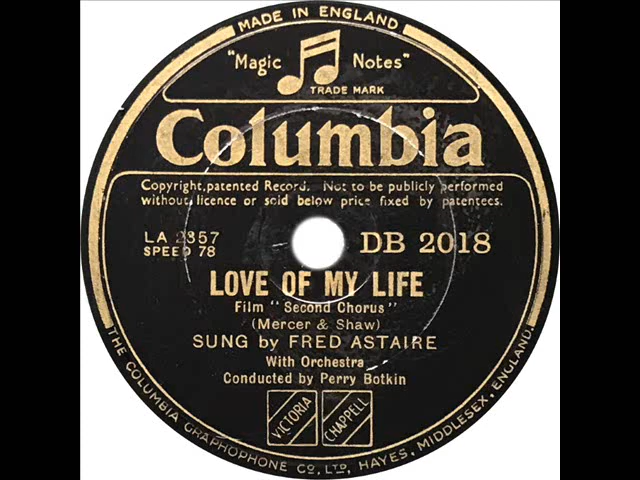 MADE IN ENGLAND
"Magic Notes"
TRADE MARK
Columbia
Copyright, patented Record. Not to be publicly performed
without licence or sold below price fixed by patentees.
LA 2357 DB 2018
SPEED 78
LOVE OF MY LIFE
Film "Second Chorus"
(Mercer & Shaw)
SUNG by FRED ASTAIRE
With Orchestra
Conducted by Perry Botkin
VICTORIA CHAPPELL
THE COLUMBIA GRAPHOPHONE CO, LTD, HAYES, MIDDLESEX, ENGLAND.